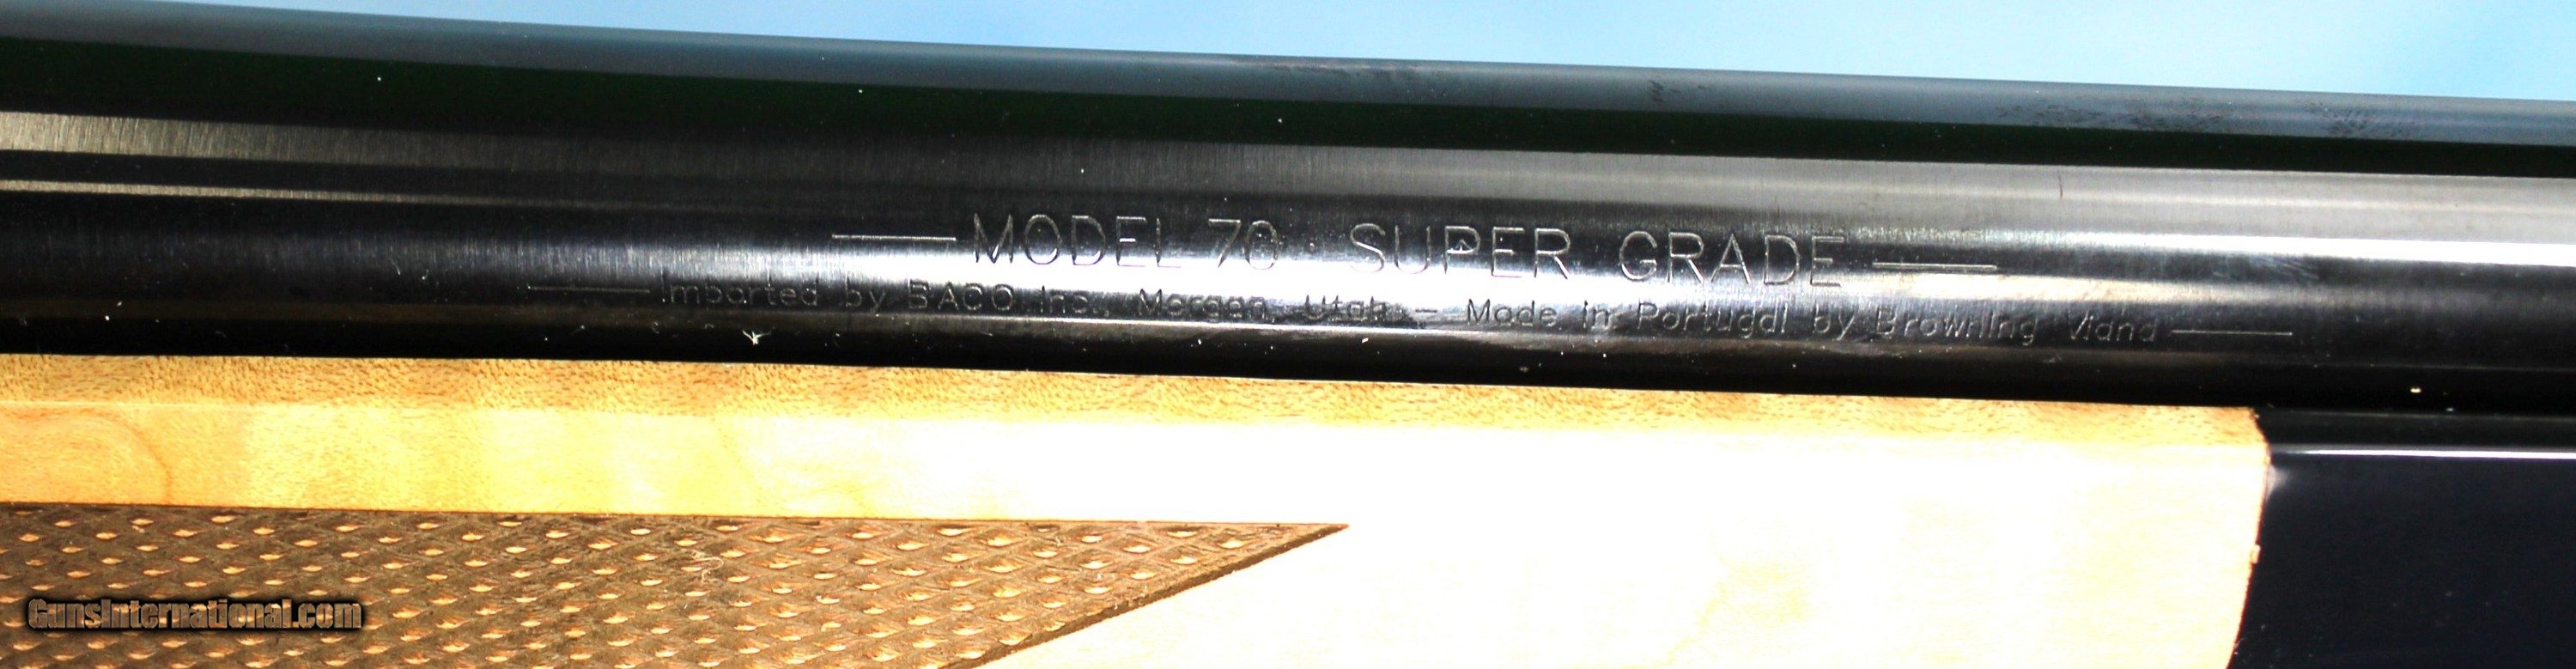 MODEL 70 SUPER GRADE
Imported by BACO Inc., Morgan, Utah - Made in Portugal by Browning Viana
GunsInternational.com